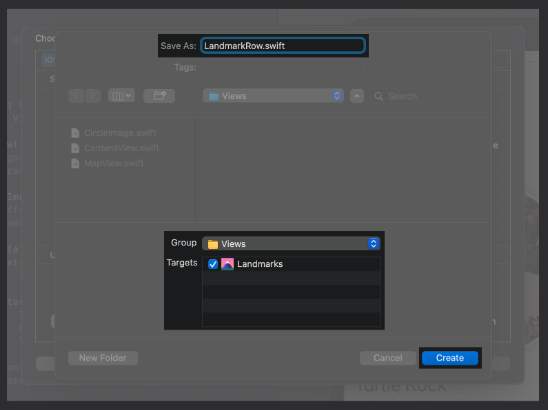 Choo
Save As: LandmarkRow.swift
Tags:
Views
Search
CircleImage.swift
ContentView.swift
MapView.swift
Group Views
Targets Landmarks
New Folder
Cancel
Create
Turtle Rock